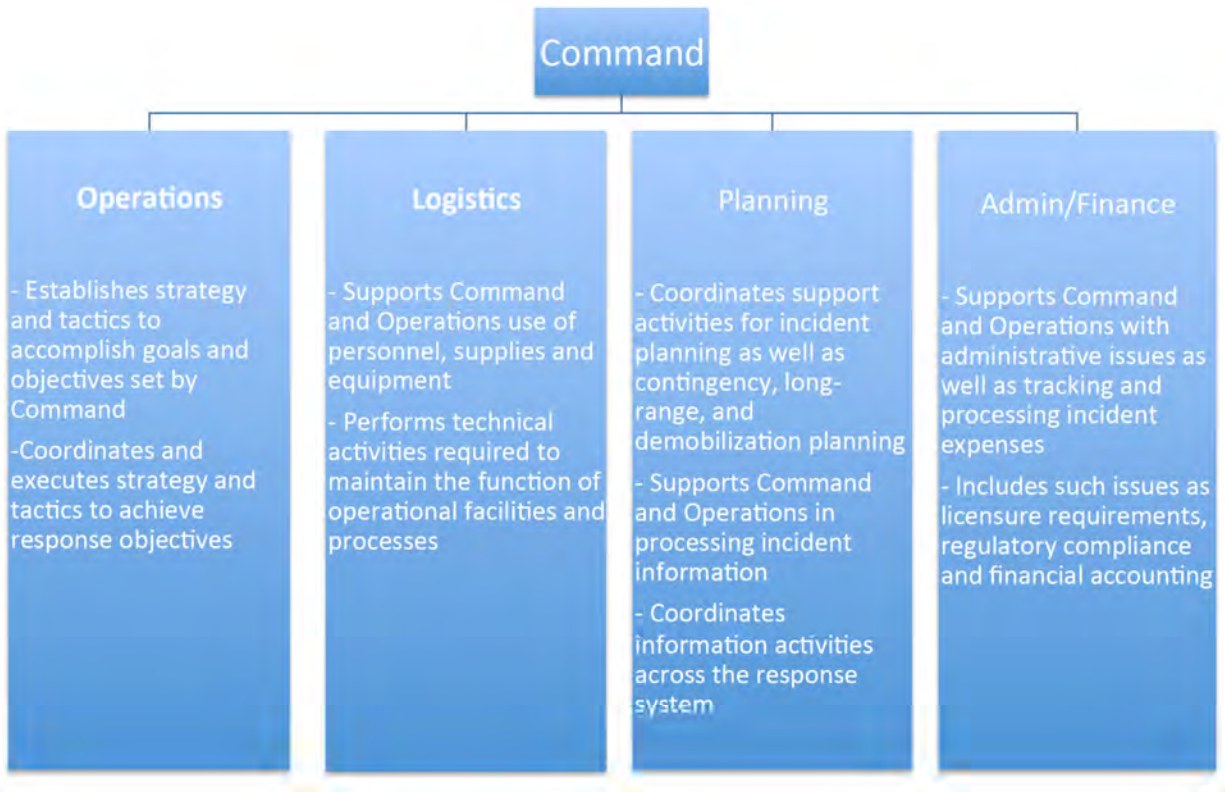 Command
Operations
- Establishes strategy
and tactics to
accomplish goals and
objectives set by
Command
-Coordinates and
executes strategy and
tactics to achieve
response objectives
Logistics
- Supports Command
and Operations use of
personnel, supplies and
equipment
- Performs technical
activities required to
maintain the function of
operational facilities and
processes
Planning
- Coordinates support
activities for incident
planning as well as
contingency, long-
range, and
demobilization planning
- Supports Command
and Operations in
processing incident
information
- Coordinates
information activities
across the response
system
Admin/Finance
- Supports Command
and Operations with
administrative issues as
well as tracking and
processing incident
expenses
- Includes such issues as
licensure requirements,
regulatory compliance
and financial accounting